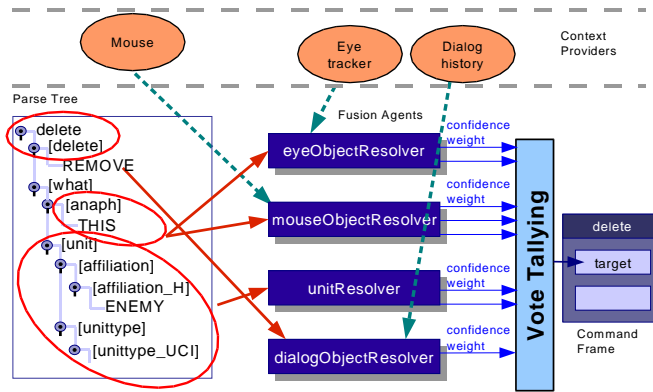 Mouse
Eye
tracker
Dialog
history
Context
Providers
Parse Tree
Fusion Agents
delete
[delete]
REMOVE
[what]
[anaph]
THIS
[unit]
[affiliation]
[affiliation_H]
ENEMY
[unittype]
[unittype_UCI]
eyeObjectResolver
mouseObjectResolver
unitResolver
dialogObjectResolver
confidence
weight
confidence
weight
confidence
weight
confidence
weight
Vote Tallying
delete
target
Command
Frame